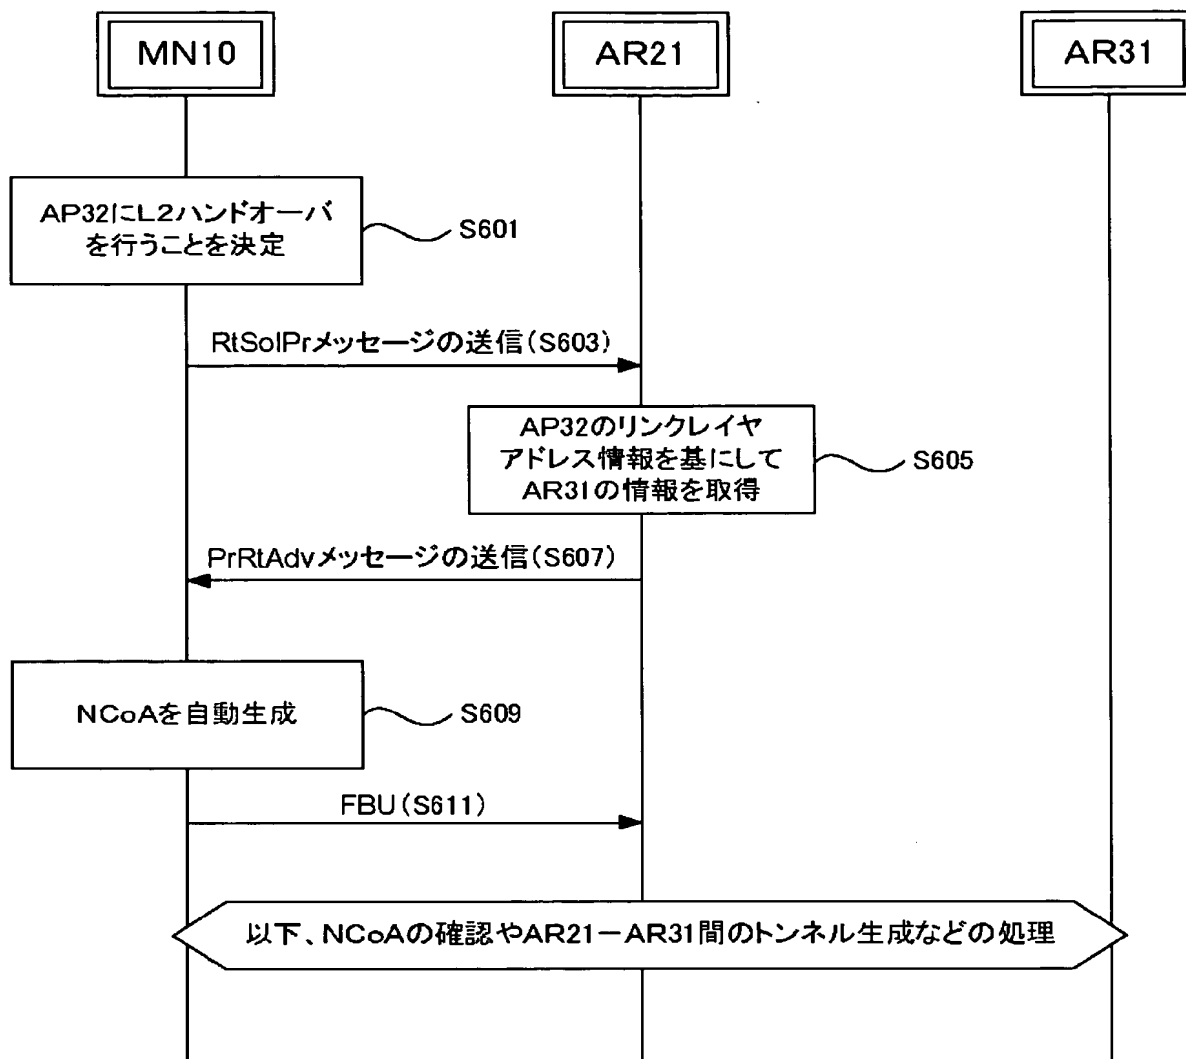 MN10
AR21
AR31
AP32にL2ハンドオーバ
を行うことを決定
S601
RtSolPrメッセージの送信(S603)
AP32のリンクレイヤ
アドレス情報を基にして
AR31の情報を取得
S605
PrRtAdvメッセージの送信(S607)
NCoAを自動生成
S609
FBU(S611)
以下、NCoAの確認やAR21-AR31間のトンネル生成などの処理